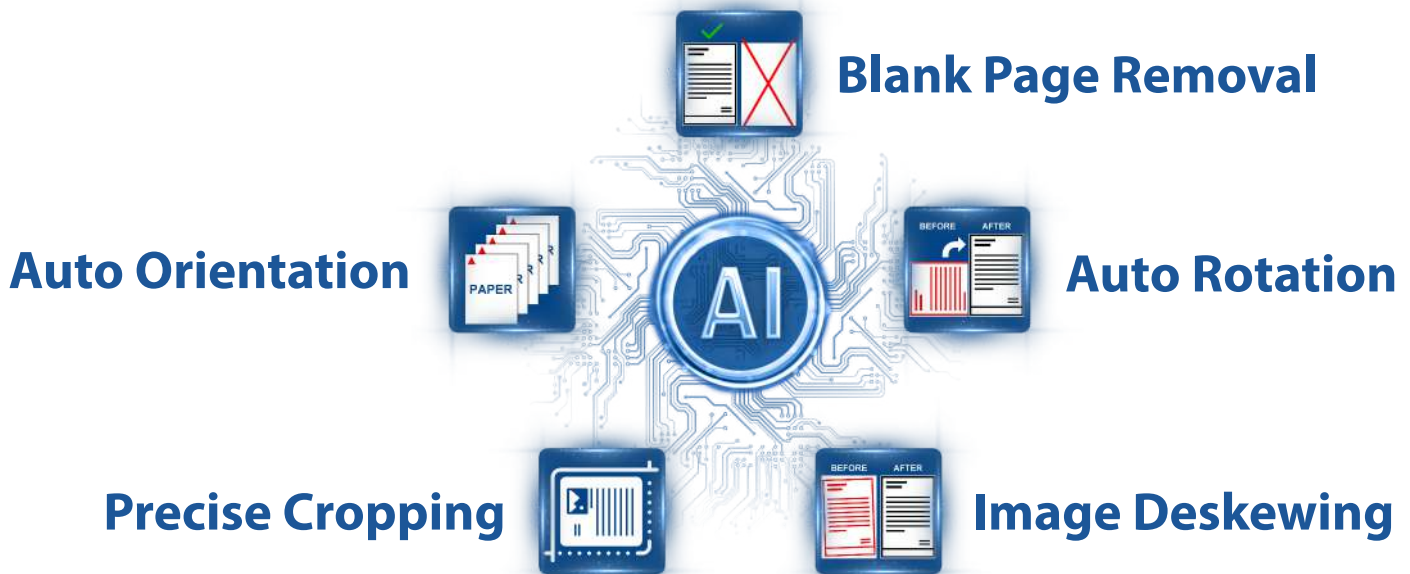 Blank Page Removal
BEFORE AFTER
Auto Orientation
PAPER
AI
Auto Rotation
Precise Cropping
BEFORE AFTER
Image Deskewing